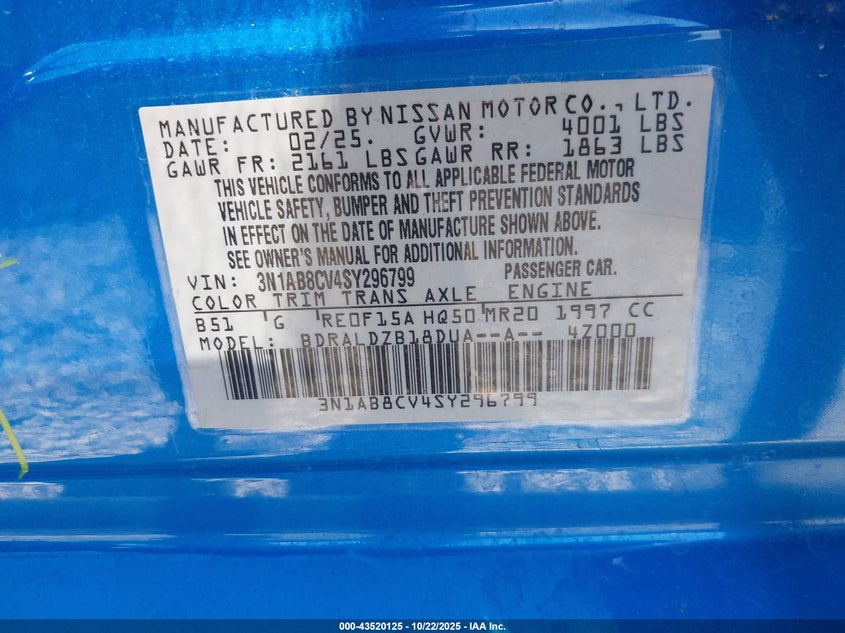 MANUFACTURED BY NISSAN MOTOR CO., LTD.
DATE: 02/25. GVWR: 4001 LBS
GAWR FR: 2161 LBS GAWR RR: 1863 LBS
THIS VEHICLE CONFORMS TO ALL APPLICABLE FEDERAL MOTOR
VEHICLE SAFETY, BUMPER AND THEFT PREVENTION STANDARDS
IN EFFECT ON THE DATE OF MANUFACTURE SHOWN ABOVE.
SEE OWNER'S MANUAL FOR ADDITIONAL INFORMATION.
VIN: 3N1AB8CV4SY296799 PASSENGER CAR.
COLOR TRIM TRANS AXLE ENGINE
B51 G RE0F15A HQ50 MR20 1997 CC
MODEL: BDRALDZB18DUA--A-- 4Z000
3N1AB8CV4SY296799
000-43520125 - 10/22/2025 - IAA Inc.